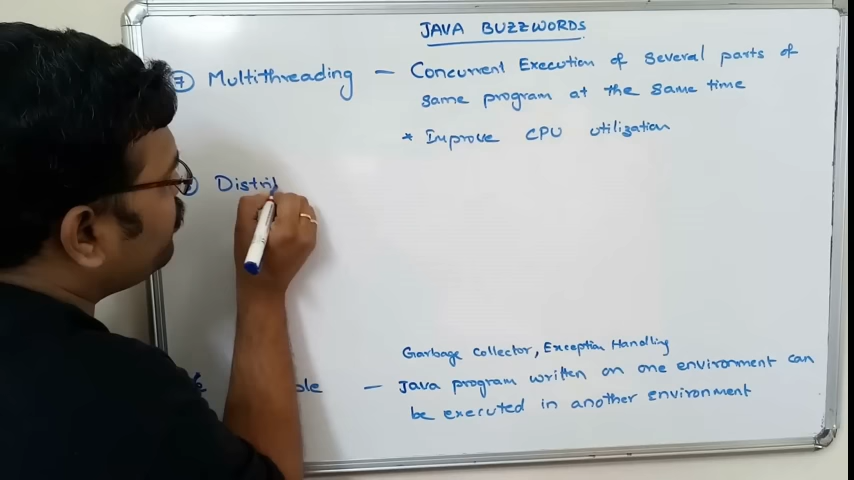 JAVA BUZZWORDS
7 Multithreading — Concurrent Execution of several parts of
same program at the same time
* Improve CPU utilization
Distri
Garbage Collector, Exception Handling
— Java program written on one environment can
be executed in another environment